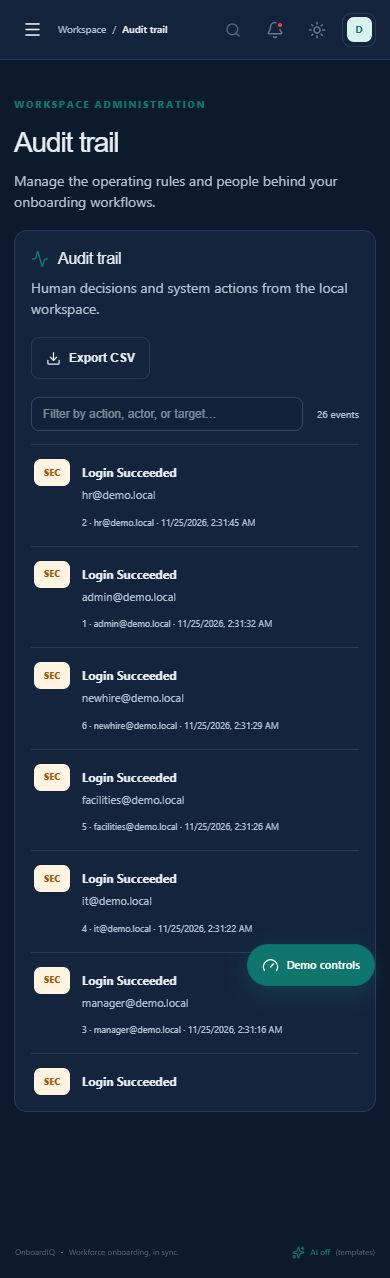 Workspace / Audit trail
D
WORKSPACE ADMINISTRATION
Audit trail
Manage the operating rules and people behind your
onboarding workflows.
Audit trail
Human decisions and system actions from the local
workspace.
Export CSV
Filter by action, actor, or target...
26 events
SEC
Login Succeeded
hr@demo.local
2 · hr@demo.local · 11/25/2026, 2:31:45 AM
SEC
Login Succeeded
admin@demo.local
1 · admin@demo.local · 11/25/2026, 2:31:32 AM
SEC
Login Succeeded
newhire@demo.local
6 · newhire@demo.local · 11/25/2026, 2:31:29 AM
SEC
Login Succeeded
facilities@demo.local
5 · facilities@demo.local · 11/25/2026, 2:31:26 AM
SEC
Login Succeeded
it@demo.local
4 · it@demo.local · 11/25/2026, 2:31:22 AM
Demo controls
SEC
Login Succeeded
manager@demo.local
3 · manager@demo.local · 11/25/2026, 2:31:16 AM
SEC
Login Succeeded
OnboardIQ · Workforce onboarding, in sync.
AI off (templates)